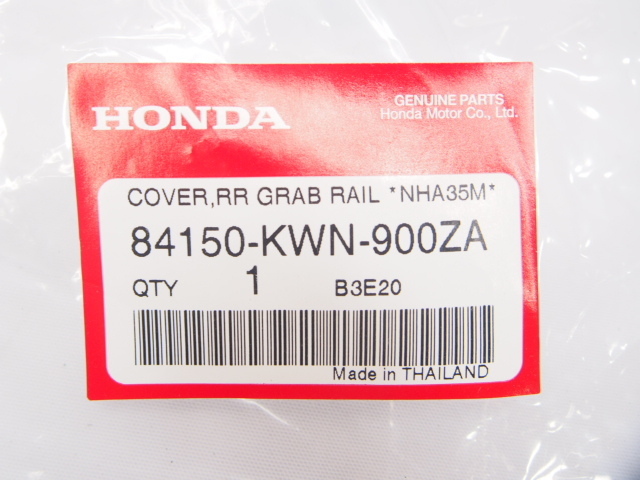 HONDA
GENUINE PARTS
Honda Motor Co., Ltd.
COVER,RR GRAB RAIL *NHA35M*
84150-KWN-900ZA
QTY 1 B3E20
Made in THAILAND